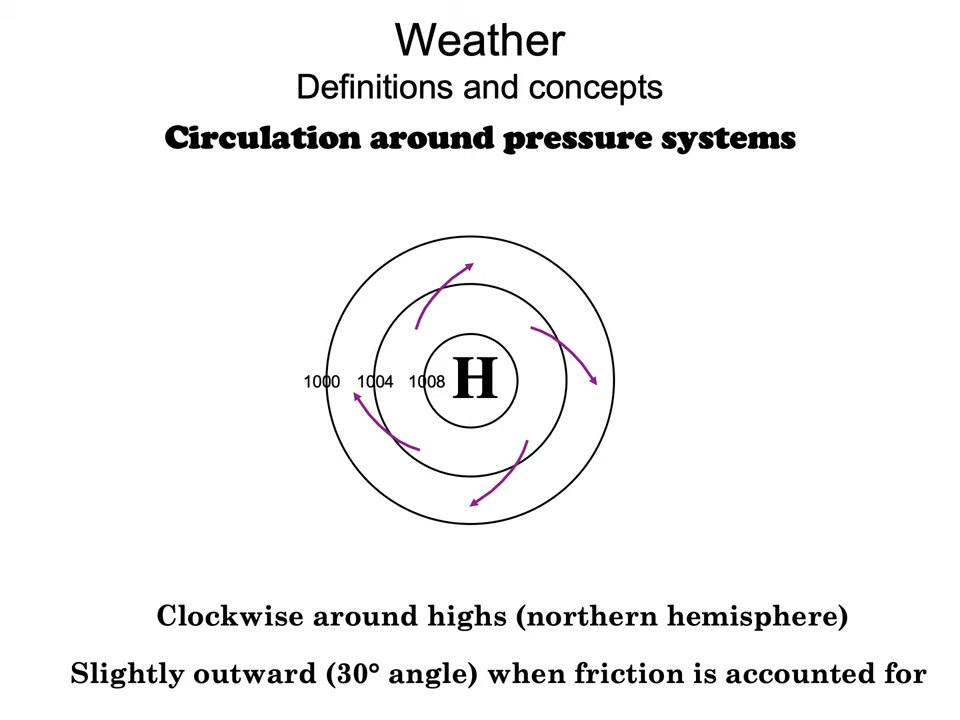 Weather
Definitions and concepts
Circulation around pressure systems
1000 1004 1008 H
Clockwise around highs (northern hemisphere)
Slightly outward (30° angle) when friction is accounted for